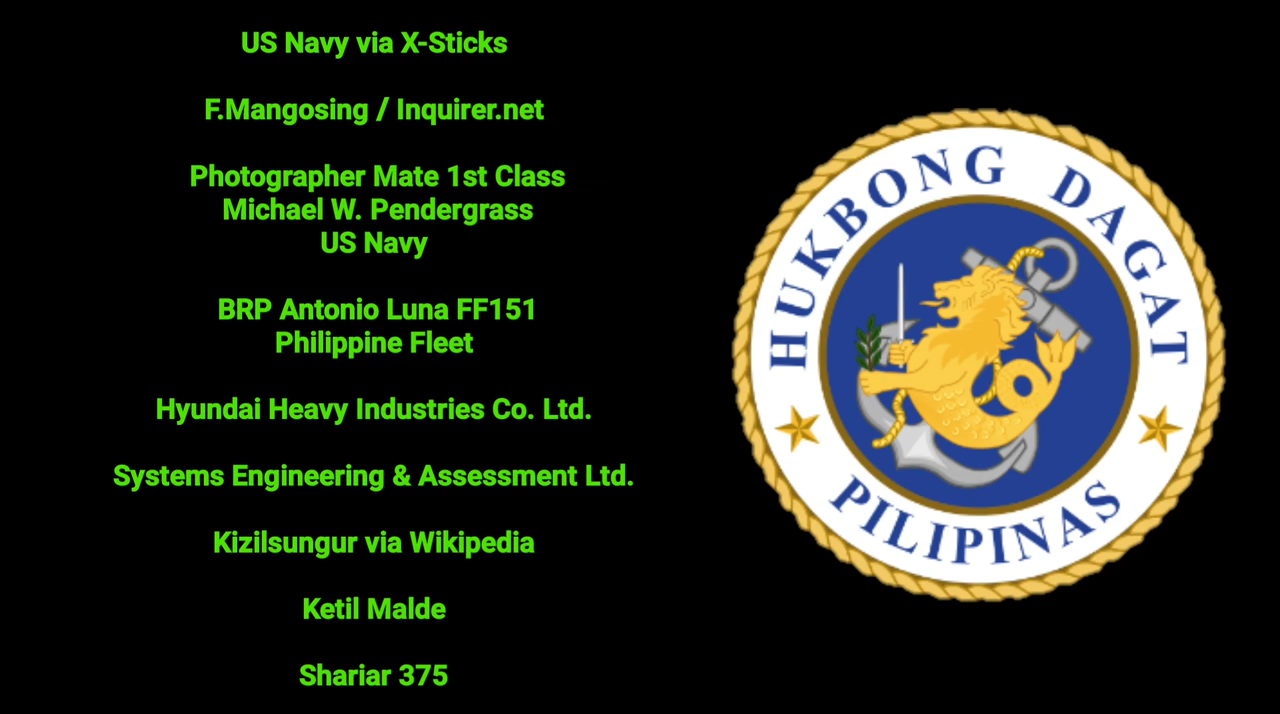 US Navy via X-Sticks
F.Mangosing / Inquirer.net
Photographer Mate 1st Class
Michael W. Pendergrass
US Navy
BRP Antonio Luna FF151
Philippine Fleet
Hyundai Heavy Industries Co. Ltd.
Systems Engineering & Assessment Ltd.
Kizilsungur via Wikipedia
Ketil Malde
Shariar 375
HUKBONG DAGAT
PILIPINAS